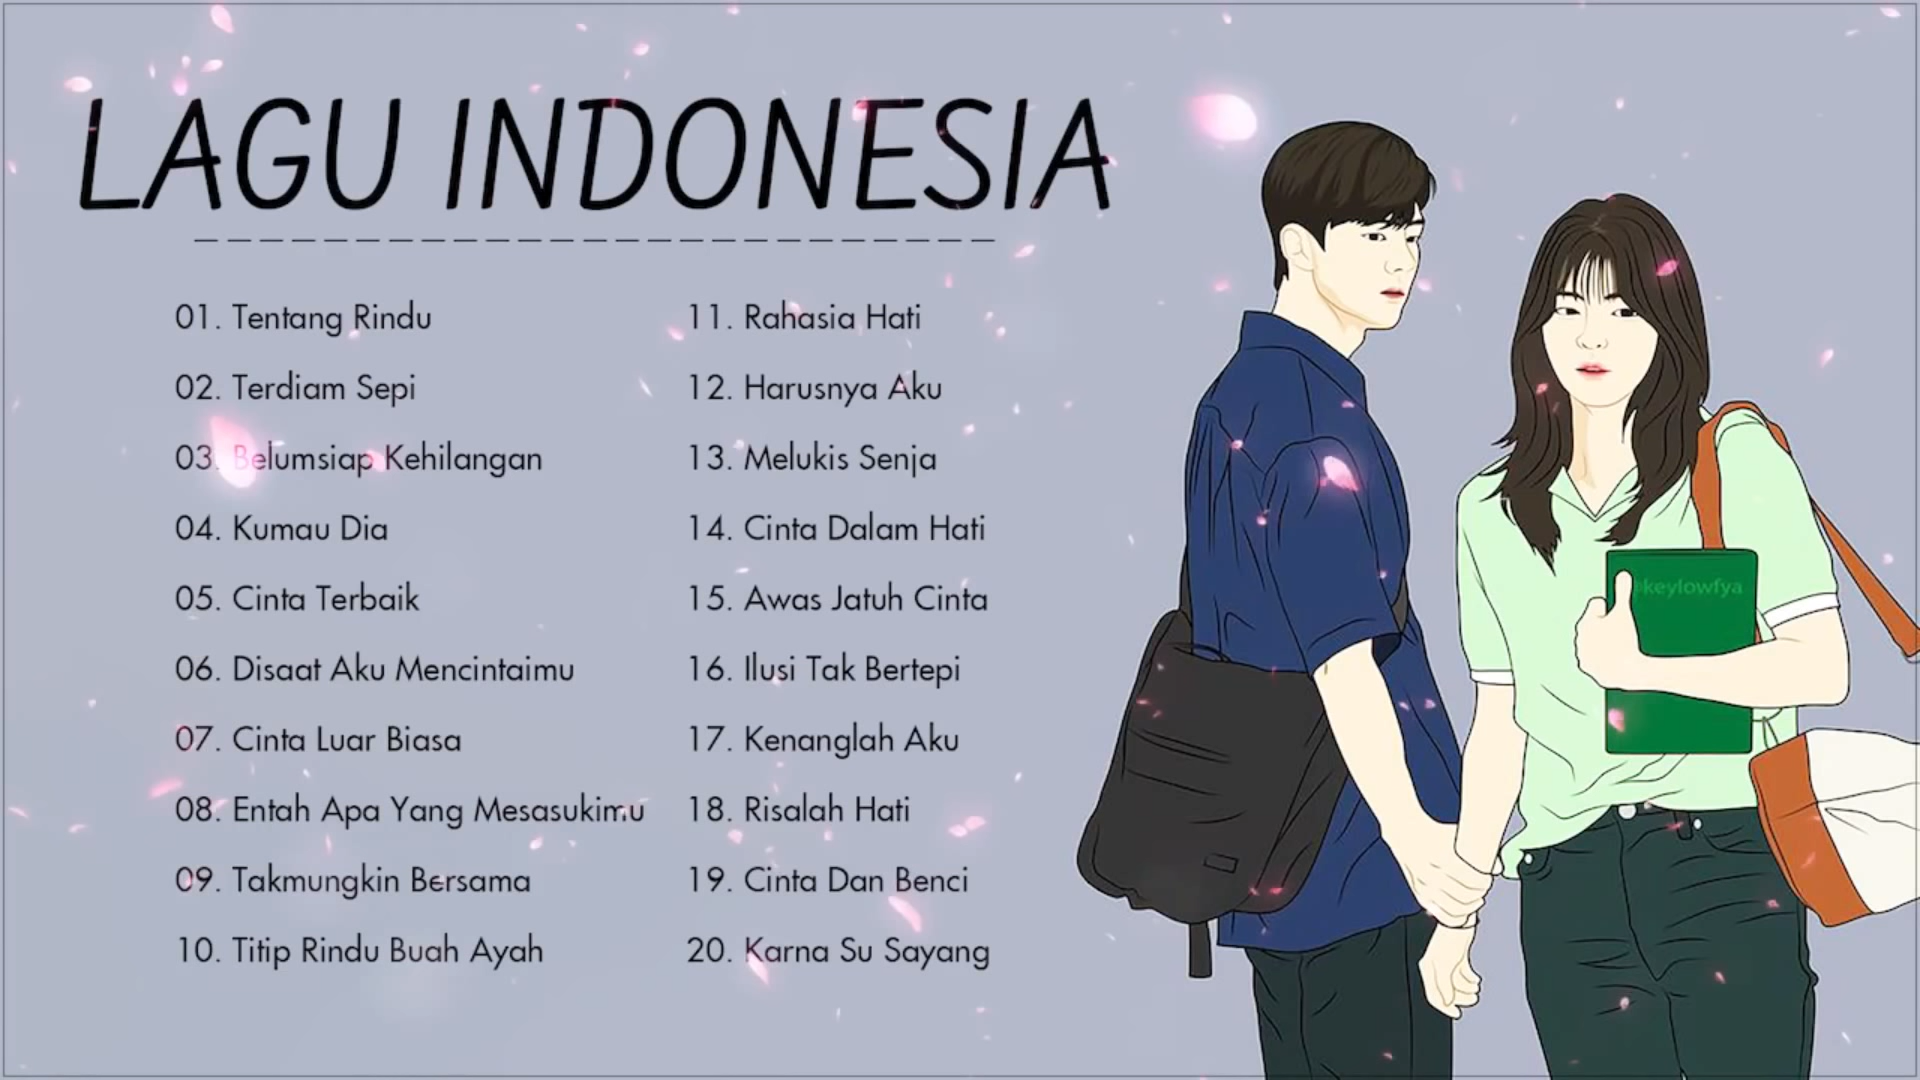 LAGU INDONESIA
01. Tentang Rindu
02. Terdiam Sepi
03. Belumsiap Kehilangan
04. Kumau Dia
05. Cinta Terbaik
06. Disaat Aku Mencintaimu
07. Cinta Luar Biasa
08. Entah Apa Yang Mesasukimu
09. Takmungkin Bersama
10. Titip Rindu Buah Ayah
11. Rahasia Hati
12. Harusnya Aku
13. Melukis Senja
14. Cinta Dalam Hati
15. Awas Jatuh Cinta
16. Ilusi Tak Bertepi
17. Kenanglah Aku
18. Risalah Hati
19. Cinta Dan Benci
20. Karna Su Sayang
@keylowfya